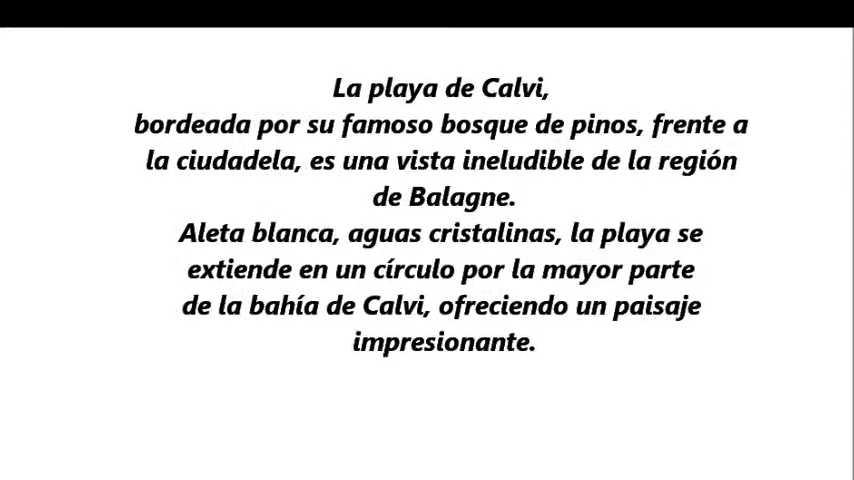 La playa de Calvi,
bordeada por su famoso bosque de pinos, frente a
la ciudadela, es una vista ineludible de la región
de Balagne.
Aleta blanca, aguas cristalinas, la playa se
extiende en un círculo por la mayor parte
de la bahía de Calvi, ofreciendo un paisaje
impresionante.